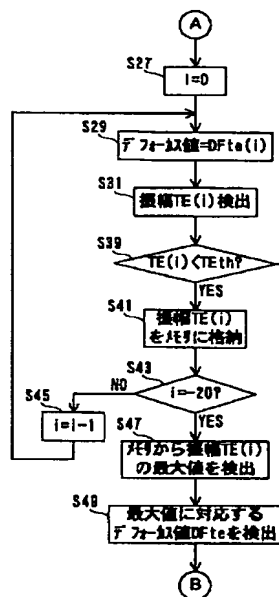 A
S27
i=0
S29
デフォーカス値=DFte(i)
S31
振幅TE(i)検出
S39
TE(i)<TEth?
YES
S41
振幅TE(i)
をメモリに格納
S43
i=-20?
NO
YES
S45
i=i-1
S47
メモリから振幅TE(i)
の最大値を検出
S49
最大値に対応する
デフォーカス値DFteを検出
B